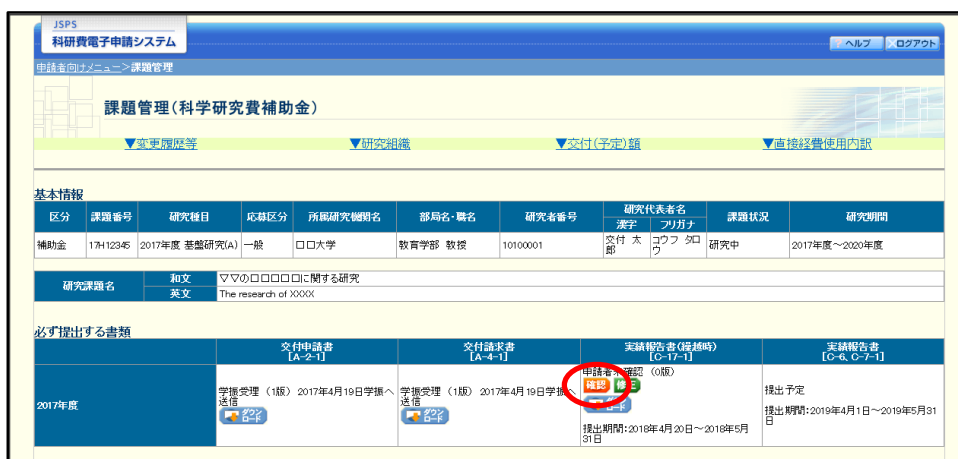 JSPS
科研費電子申請システム
ヘルプ
ログアウト
申請者向けメニュー＞課題管理
課題管理(科学研究費補助金)
▼変更履歴等
▼研究組織
▼交付(予定)額
▼直接経費使用内訳
基本情報
区分 課題番号 研究種目 応募区分 所属研究機関名 部局名・職名 研究者番号 研究代表者名 課題状況 研究期間
漢字 フリガナ
補助金 17H12345 2017年度 基盤研究(A) 一般 口口大学 教育学部 教授 10100001 交付 太郎 コウフ タロウ 研究中 2017年度～2020年度
研究課題名
和文 ▽▽の口口口口口に関する研究
英文 The research of XXXX
必ず提出する書類
交付申請書
[A-2-1]
交付請求書
[A-4-1]
実績報告書(繰越時)
[C-17-1]
実績報告書
[C-6、C-7-1]
2017年度
学振受理（1版）2017年4月19日学振へ
送信
ダウン
ロード
学振受理（1版）2017年4月19日学振へ
送信
ダウン
ロード
申請者未確認（0版）
確認
修正
ロード
提出期間:2018年4月20日～2018年5月
31日
提出予定
提出期間:2019年4月1日～2019年5月31
日